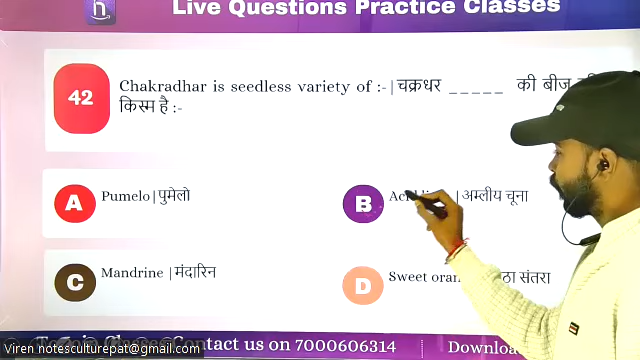 Live Questions Practice Classes
42
Chakradhar is seedless variety of :-|चक्रधर _____ की बीज
किस्म है :-
A Pumelo|पुमेलो
B |अम्लीय चूना
C Mandrine |मंदारिन
D Sweet संतरा
Contact us on 7000606314
Viren.notesculturepat@gmail.com